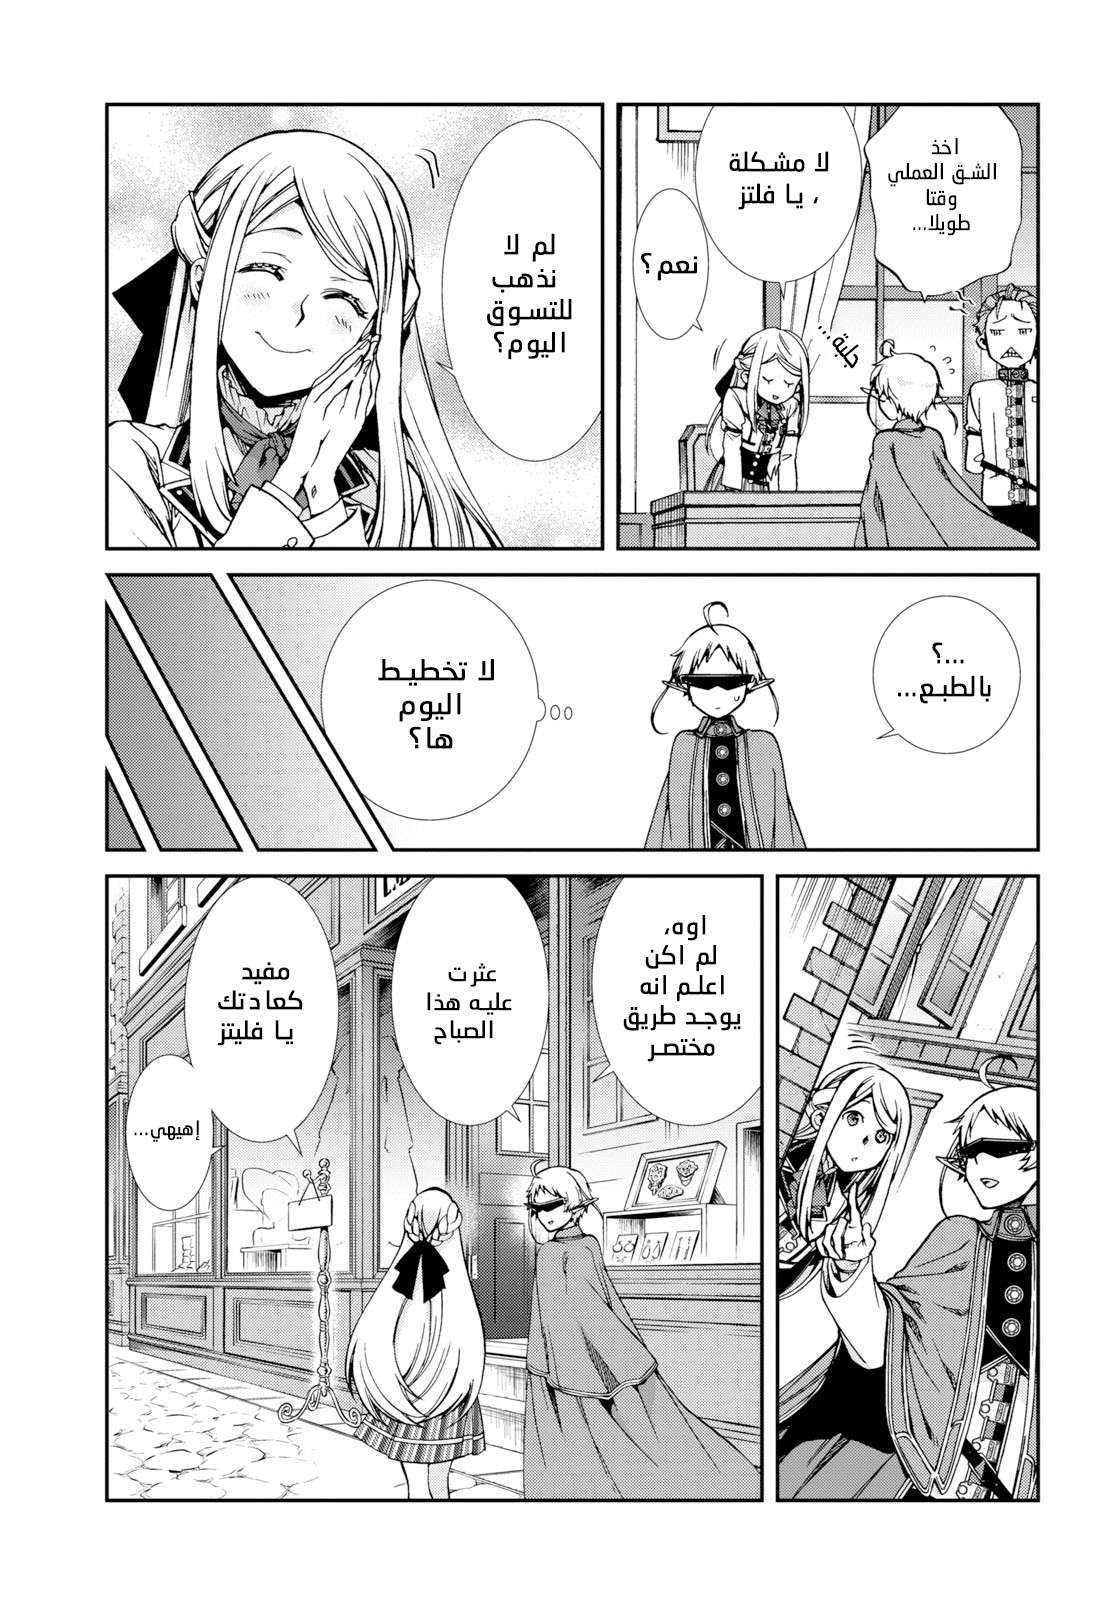 اخذ
الشق العملي
وقتا
طويلا...
لا مشكلة
، يا فلتز
نعم؟
جلبة...
لم لا
نذهب
للتسوق
اليوم؟
...؟
بالطبع...
لا تخطيط
اليوم
ها؟
اوه،
لم اكن
اعلم انه
يوجد طريق
مختصر
عثرت
عليه هذا
الصباح
مفيد
كعادتك
يا فليتز
إهيهي...